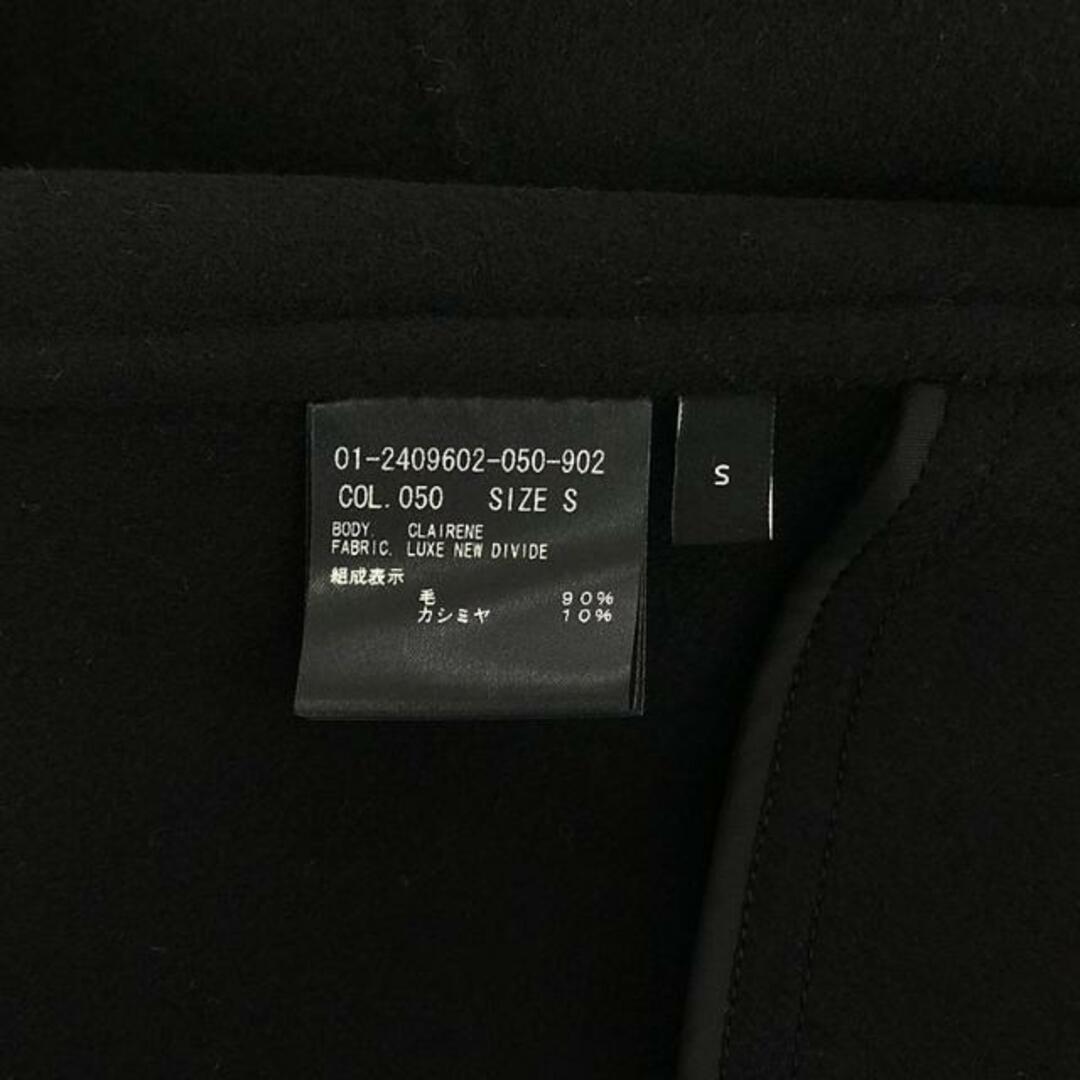 01-2409602-050-902
COL. 050 SIZE S
BODY. CLAIRENE
FABRIC. LUXE NEW DIVIDE
組成表示
毛 90%
カシミヤ 10%
S